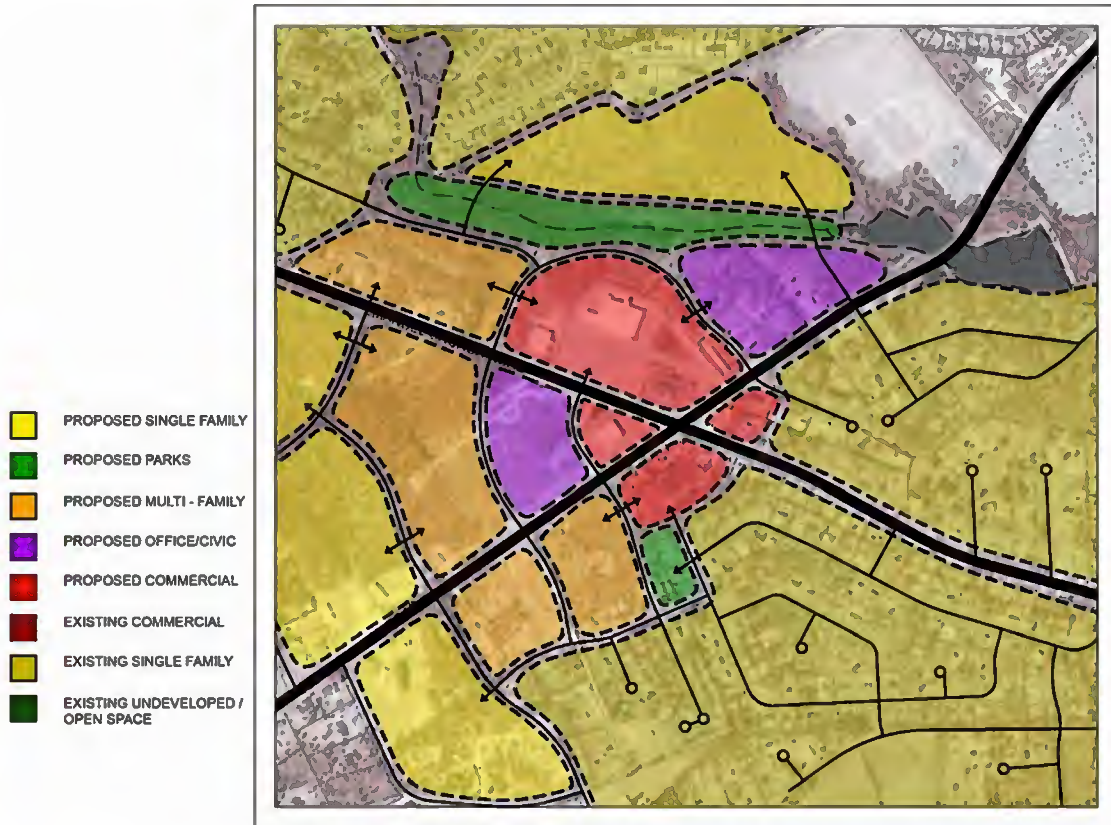 PROPOSED SINGLE FAMILY
PROPOSED PARKS
PROPOSED MULTI - FAMILY
PROPOSED OFFICE/CIVIC
PROPOSED COMMERCIAL
EXISTING COMMERCIAL
EXISTING SINGLE FAMILY
EXISTING UNDEVELOPED /
OPEN SPACE